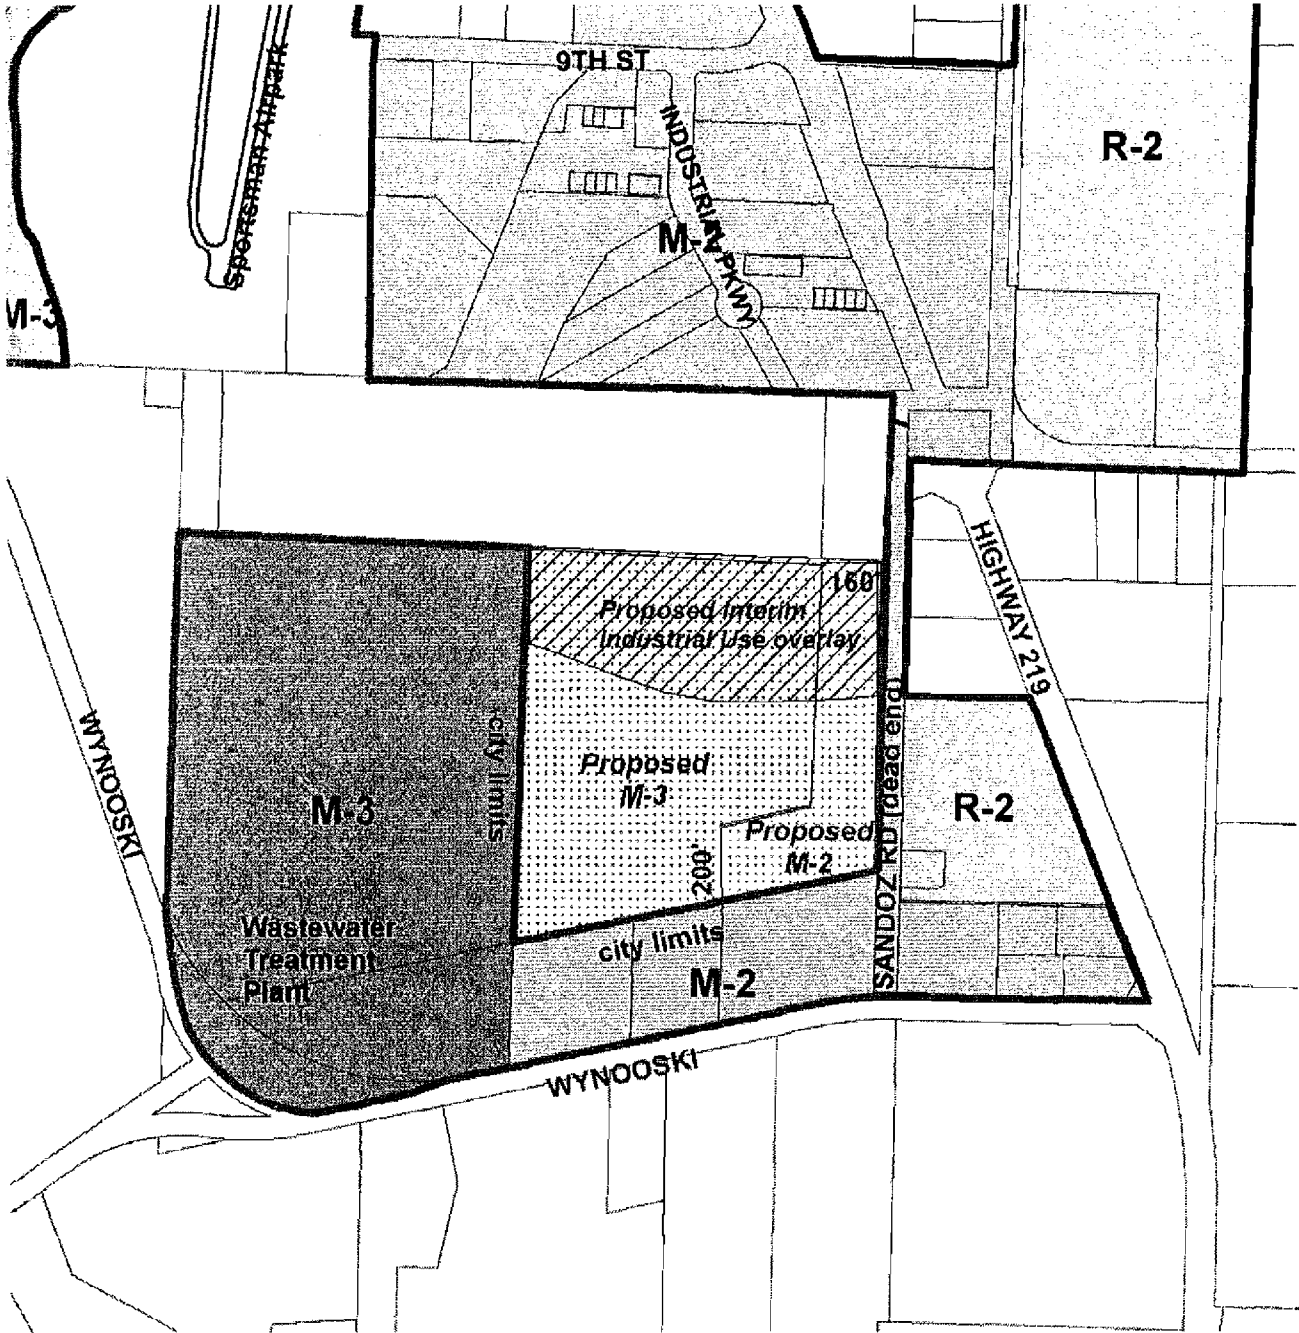 9TH ST
Sportsman Airpark
INDUSTRIAL PKWY
R-2
M-3
160'
Proposed Interim
Industrial Use overlay
HIGHWAY 219
WYNOOSKI
city limits
Proposed
M-3
M-3
SANDOZ RD (dead end)
R-2
Proposed
M-2
200'
Wastewater
Treatment
Plant
city limits
M-2
WYNOOSKI